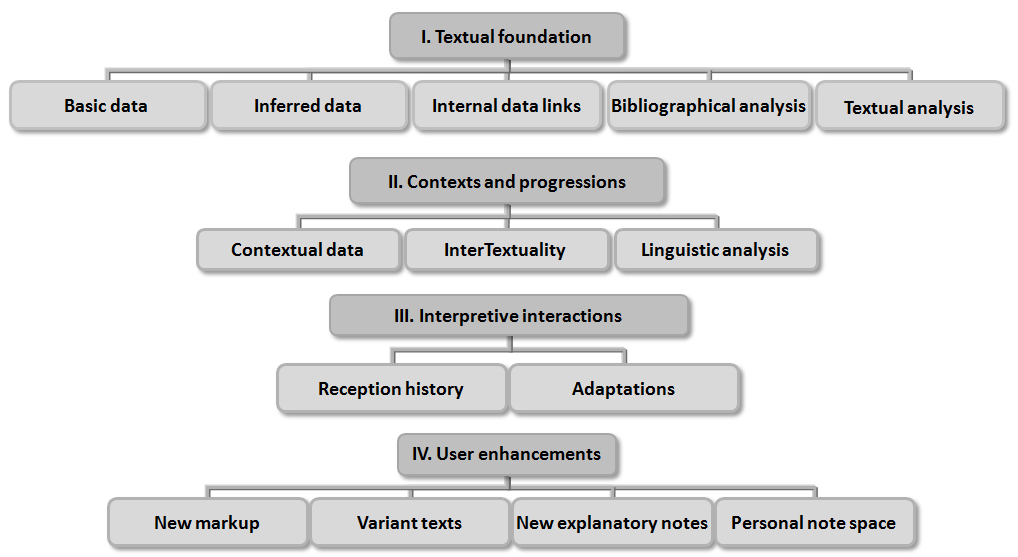 I. Textual foundation
Basic data
Inferred data
Internal data links
Bibliographical analysis
Textual analysis
II. Contexts and progressions
Contextual data
InterTextuality
Linguistic analysis
III. Interpretive interactions
Reception history
Adaptations
IV. User enhancements
New markup
Variant texts
New explanatory notes
Personal note space